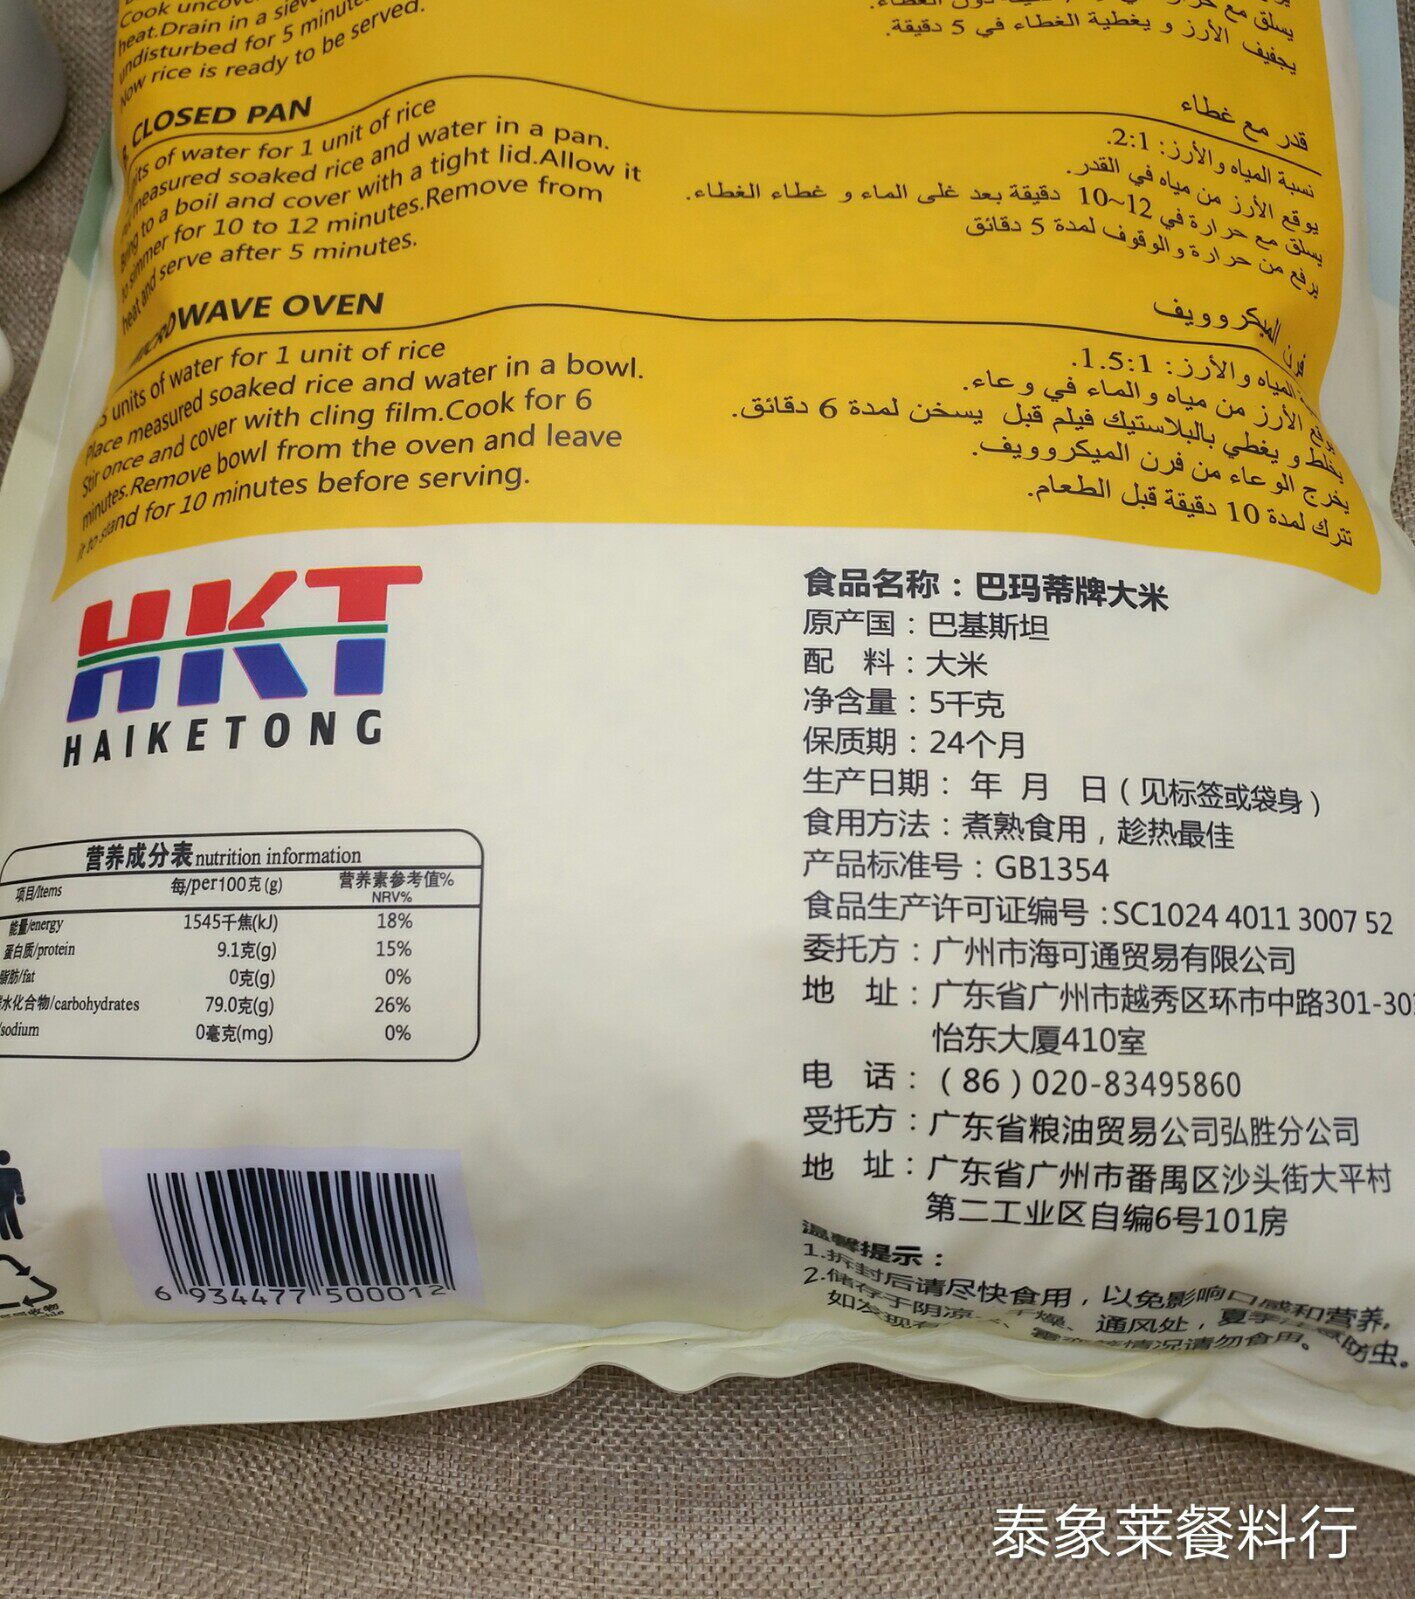 Cook
heat.Drain in a
undisturbed for 5
Now rice is ready to be served.
CLOSED PAN
of water for 1 unit of rice
measured soaked rice and water in a pan.
Bring to a boil and cover with a tight lid.Allow it
to simmer for 10 to 12 minutes.Remove from
heat and serve after 5 minutes.
MICROWAVE OVEN
5 units of water for 1 unit of rice
Place measured soaked rice and water in a bowl.
Stir once and cover with cling film.Cook for 6
minutes.Remove bowl from the oven and leave
it to stand for 10 minutes before serving.
يسلق مع
يجفيف الأرز و يغطية الغطاء في 5 دقيقة.
قدر مع غطاء
نسبة المياه والأرز: 2:1.
يوقع الأرز من مياه في القدر.
يسلق مع حرارة في 12~10 دقيقة بعد غلى الماء و غطاء الغطاء.
يرفع من حرارة والوقوف لمدة 5 دقائق
فرن الميكروويف
المياه والأرز: 1.5:1.
يوقع الأرز من مياه والماء في وعاء.
يخلط و يغطي بالبلاستيك فيلم قبل يسخن لمدة 6 دقائق.
يخرج الوعاء من فرن الميكروويف.
تترك لمدة 10 دقيقة قبل الطعام.
HKT
HAIKETONG
营养成分表nutrition information
项目/Items 每/per100克(g) 营养素参考值%
NRV%
能量/energy 1545千焦(kJ) 18%
蛋白质/protein 9.1克(g) 15%
脂肪/fat 0克(g) 0%
水化合物/carbohydrates 79.0克(g) 26%
/sodium 0毫克(mg) 0%
6 934477 500012
食品名称：巴玛蒂牌大米
原产国：巴基斯坦
配 料：大米
净含量：5千克
保质期：24个月
生产日期： 年 月 日（见标签或袋身）
食用方法：煮熟食用，趁热最佳
产品标准号：GB1354
食品生产许可证编号:SC1024 4011 3007 52
委托方：广州市海可通贸易有限公司
地 址：广东省广州市越秀区环市中路301-30
怡东大厦410室
电 话：（86）020-83495860
受托方：广东省粮油贸易公司弘胜分公司
地 址：广东省广州市番禺区沙头街大平村
第二工业区自编6号101房
温馨提示：
1.拆封后请尽快食用，以免影响口感和营养。
2.储存于阴凉、干燥、通风处，夏季注意防虫。
如发现有 情况请勿食用。
泰象莱餐料行